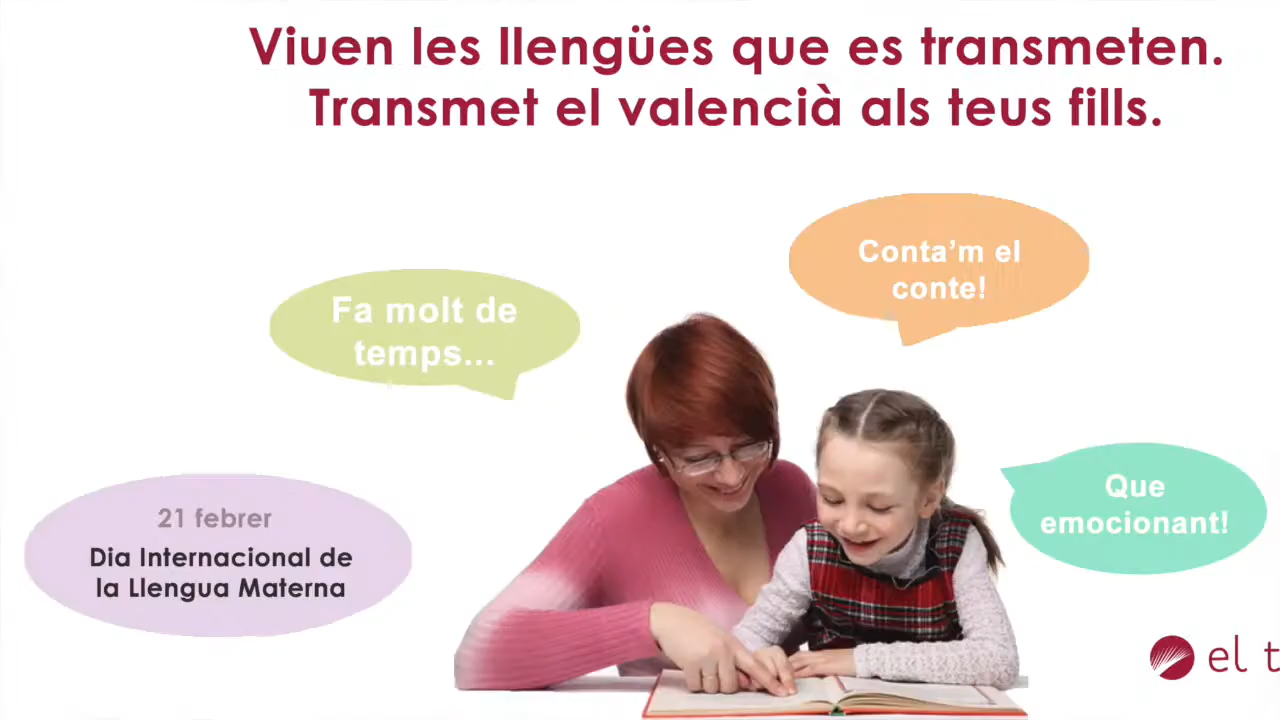 Viuen les llengües que es transmeten.
Transmet el valencià als teus fills.
Conta’m el
conte!
Fa molt de
temps...
Que
emocionant!
21 febrer
Dia Internacional de
la Llengua Materna
el t